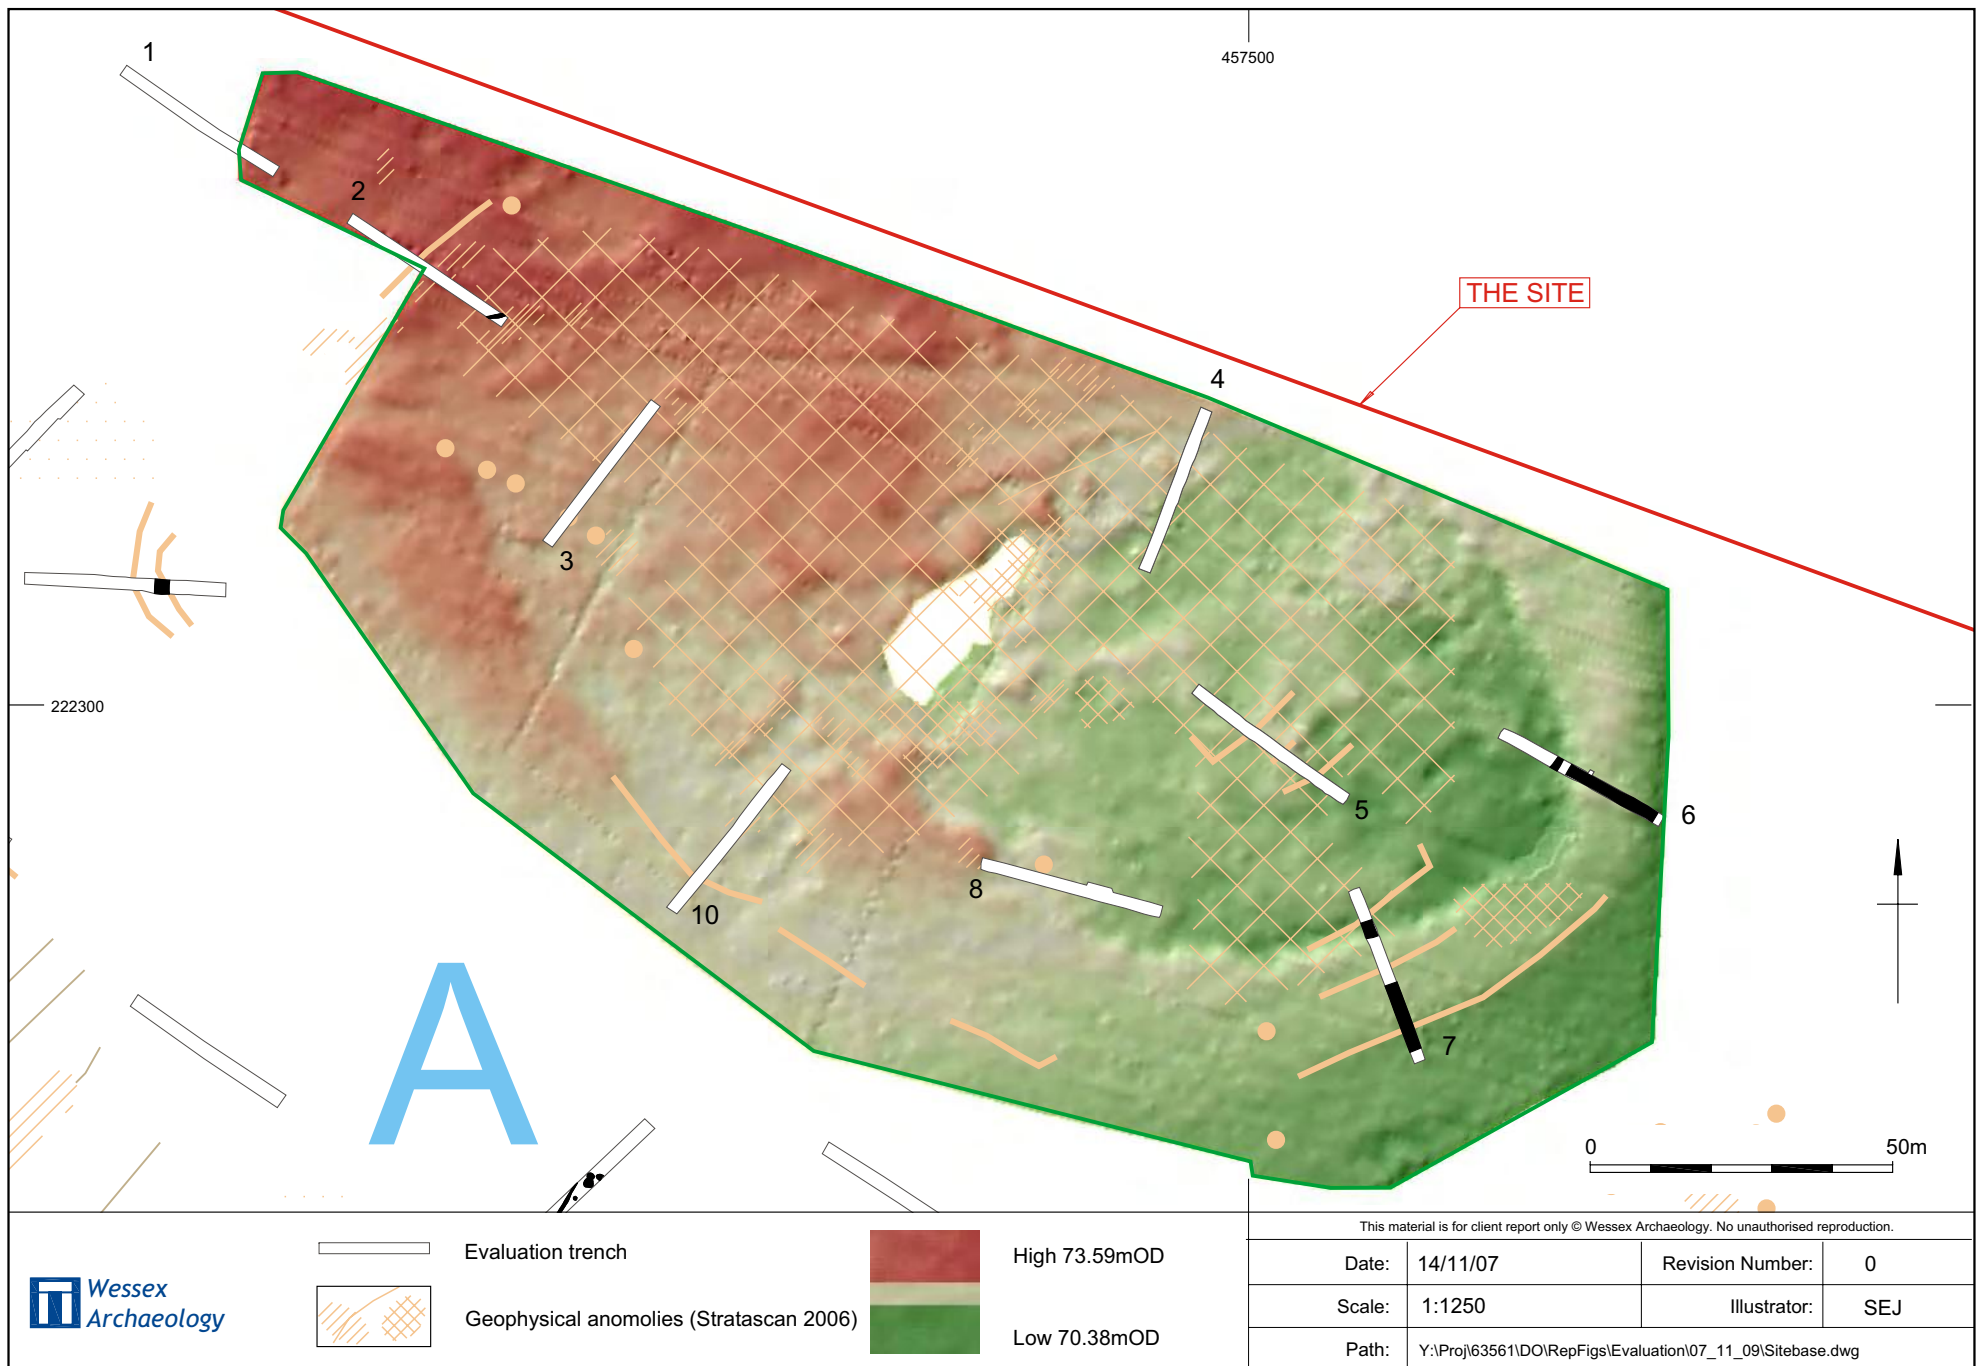 457500
1
2
THE SITE
4
3
222300
5
6
8
10
A
7
0 50m
Wessex
Archaeology
Evaluation trench
Geophysical anomolies (Stratascan 2006)
High 73.59mOD
Low 70.38mOD
This material is for client report only © Wessex Archaeology. No unauthorised reproduction.
Date: 14/11/07 Revision Number: 0
Scale: 1:1250 Illustrator: SEJ
Path: Y:\Proj\63561\DO\RepFigs\Evaluation\07_11_09\Sitebase.dwg